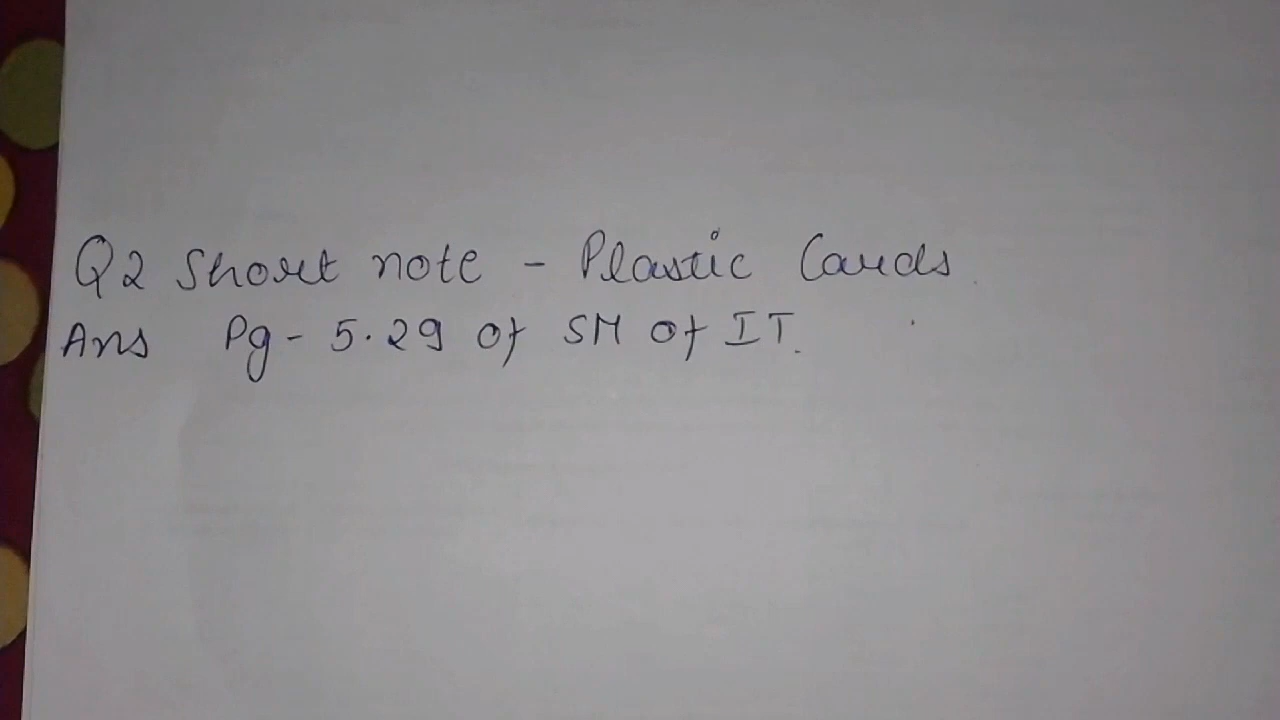 Q2 Short note - Plastic Cards
Ans Pg - 5.29 of SM of IT.